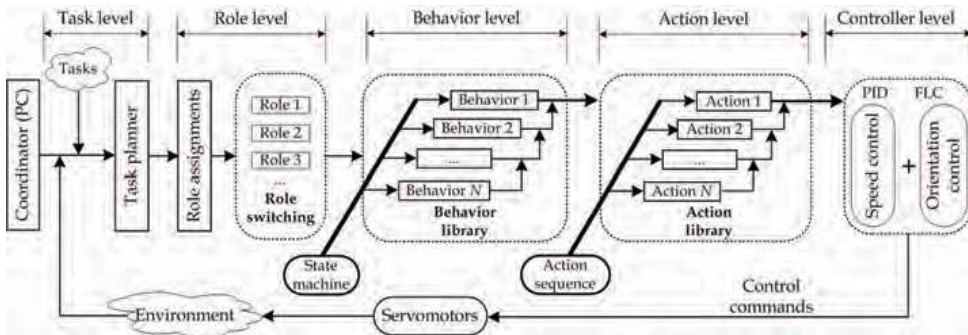 Task level
Role level
Behavior level
Action level
Controller level
Coordinator (PC)
Tasks
Task planner
Role assignments
Role 1
Role 2
Role 3
...
Role
switching
Behavior 1
Behavior 2
...
Behavior N
Behavior
library
State
machine
Action 1
Action 2
...
Action N
Action
library
Action
sequence
PID
FLC
Speed control
+
Orientation
control
Control
commands
Servomotors
Environment